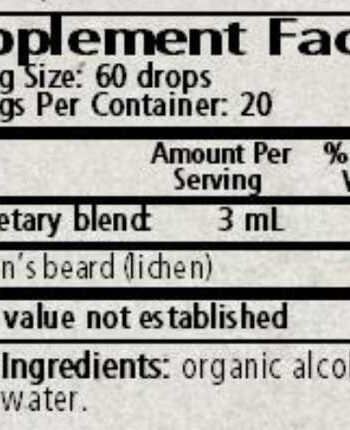 pplement Fac
g Size: 60 drops
gs Per Container: 20
Amount Per %
Serving V
etary blend: 3 mL
n's beard (lichen)
value not established
Ingredients: organic alco
water.